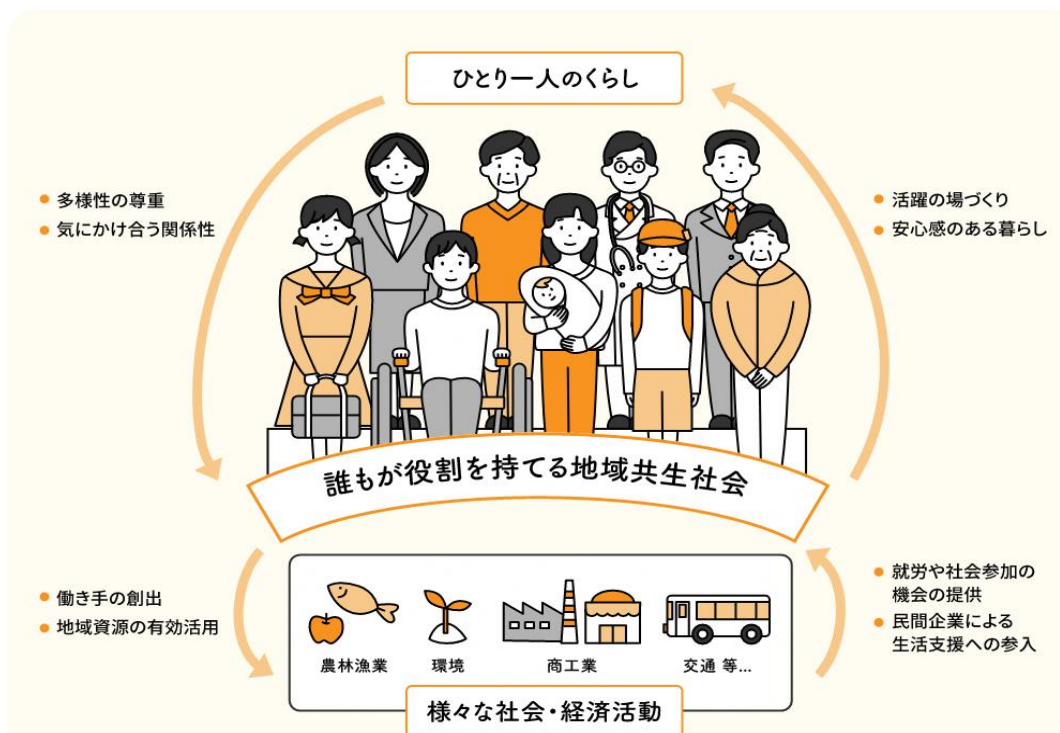 ひとり一人のくらし
● 多様性の尊重
● 気にかけ合う関係性
● 活躍の場づくり
● 安心感のある暮らし
誰もが役割を持てる地域共生社会
● 働き手の創出
● 地域資源の有効活用
● 就労や社会参加の
機会の提供
● 民間企業による
生活支援への参入
農林漁業
環境
商工業
交通 等...
様々な社会・経済活動